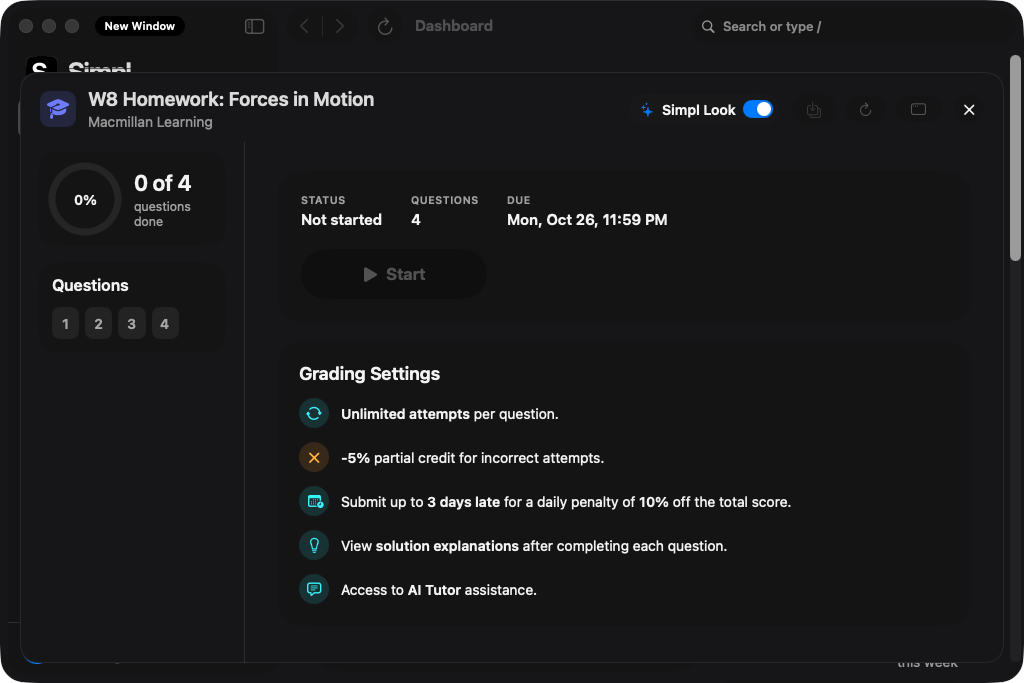 New Window
Dashboard
Search or type /
Simpl
W8 Homework: Forces in Motion
Macmillan Learning
Simpl Look
0%
0 of 4
questions
done
Questions
1 2 3 4
STATUS
Not started
QUESTIONS
4
DUE
Mon, Oct 26, 11:59 PM
Start
Grading Settings
Unlimited attempts per question.
-5% partial credit for incorrect attempts.
Submit up to 3 days late for a daily penalty of 10% off the total score.
View solution explanations after completing each question.
Access to AI Tutor assistance.
this week